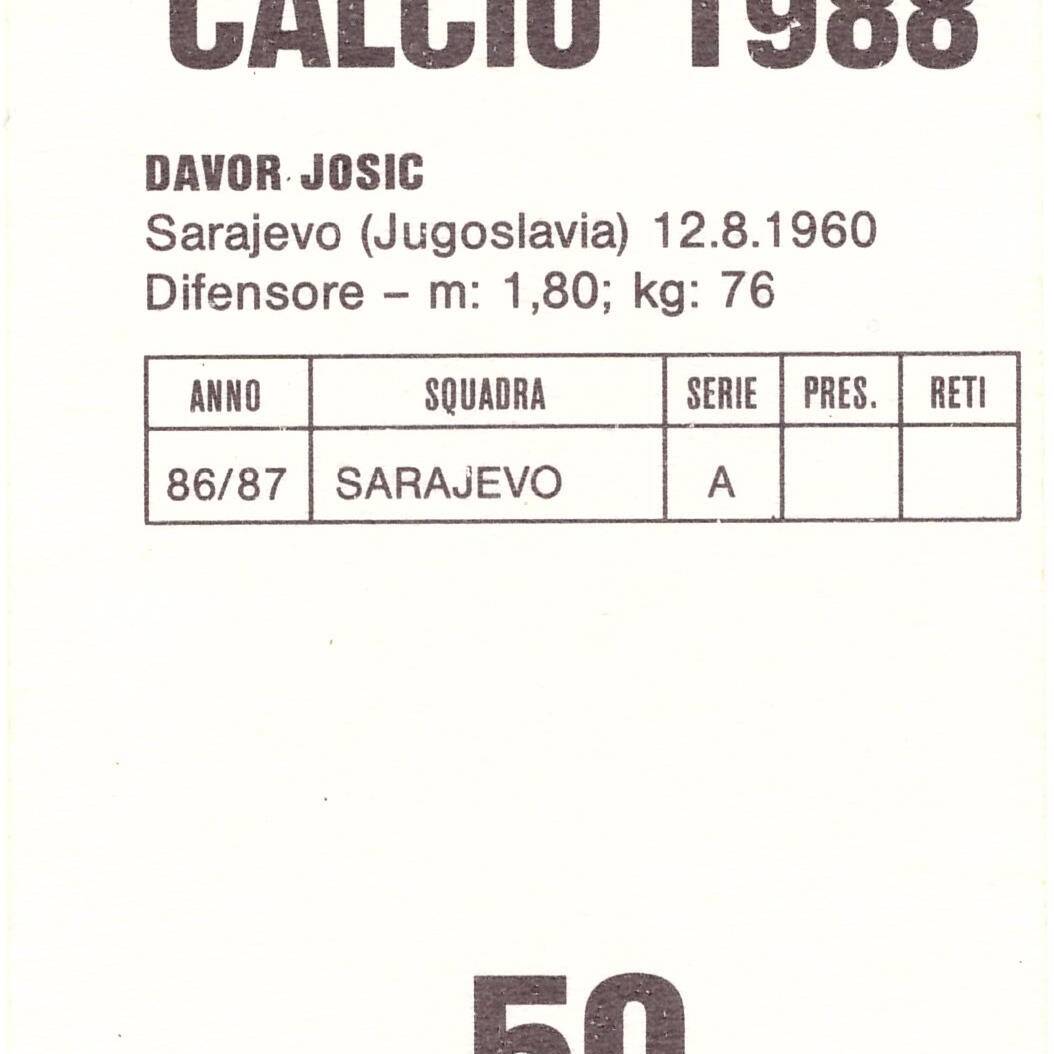 CALCIO 1988
DAVOR JOSIC
Sarajevo (Jugoslavia) 12.8.1960
Difensore – m: 1,80; kg: 76
ANNO SQUADRA SERIE PRES. RETI
86/87 SARAJEVO A